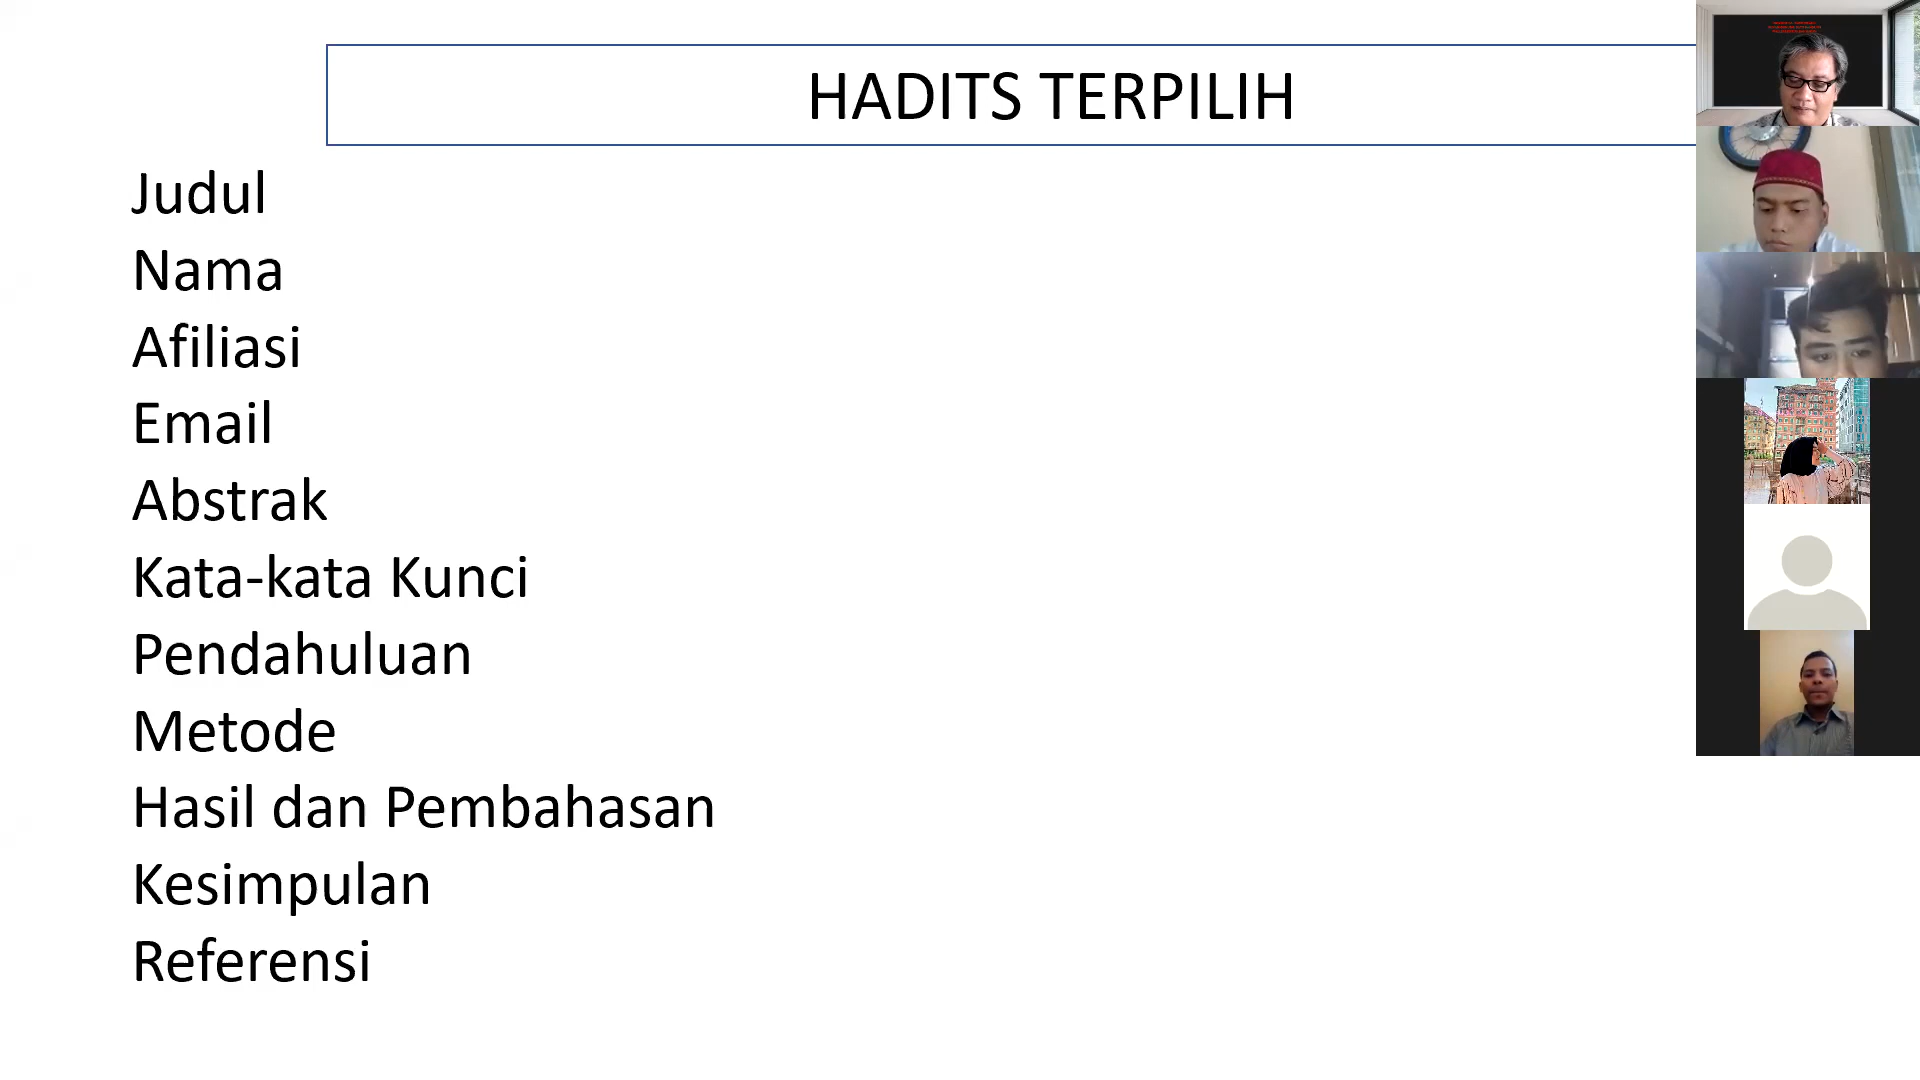 HADITS TERPILIH
Judul
Nama
Afiliasi
Email
Abstrak
Kata-kata Kunci
Pendahuluan
Metode
Hasil dan Pembahasan
Kesimpulan
Referensi